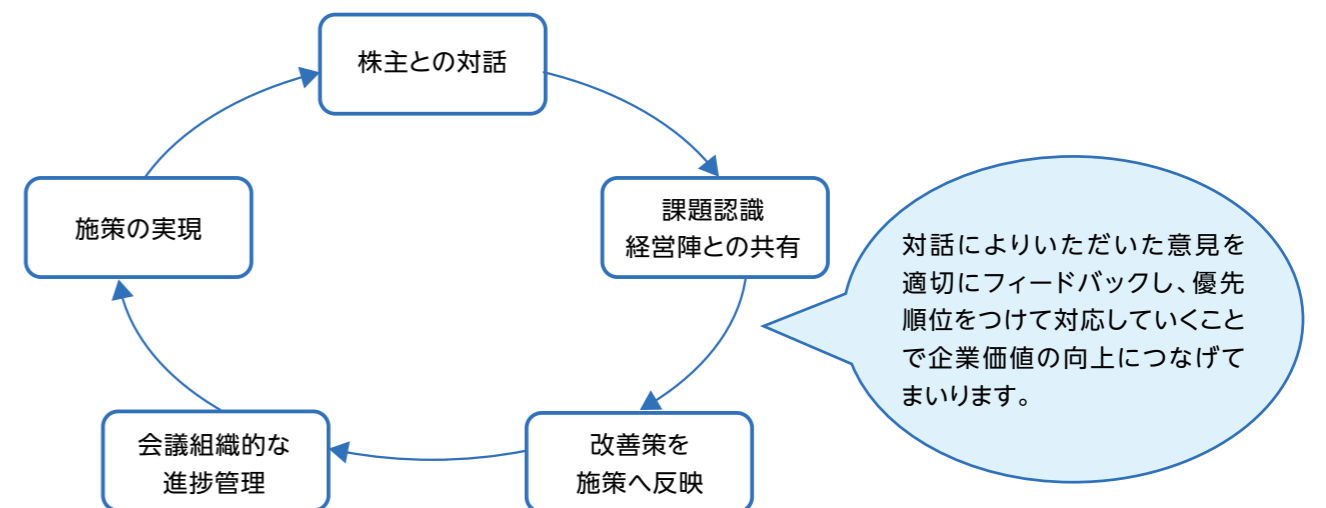 株主との対話
課題認識
経営陣との共有
改善策を
施策へ反映
会議組織的な
進捗管理
施策の実現
対話によりいただいた意見を
適切にフィードバックし、優先
順位をつけて対応していくこと
で企業価値の向上につなげて
まいります。